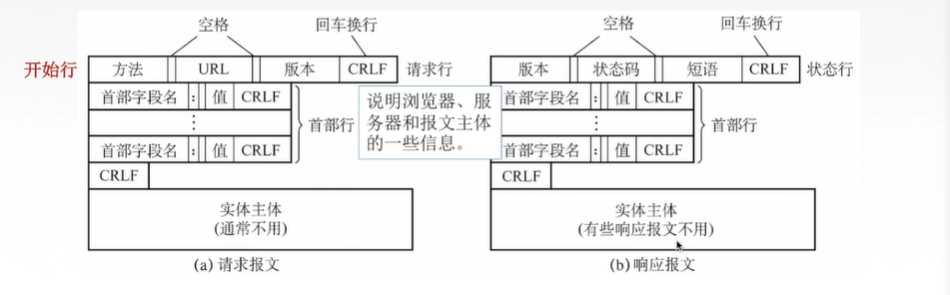 空格 回车换行 空格 回车换行
开始行 方法 URL 版本 CRLF 请求行 版本 状态码 短语 CRLF 状态行
首部字段名 : 值 CRLF 说明浏览器、服 首部字段名 : 值 CRLF
⋮ 首部行 务器和报文主体 ⋮ 首部行
首部字段名 : 值 CRLF 的一些信息。 首部字段名 : 值 CRLF
CRLF CRLF
实体主体 实体主体
(通常不用) (有些响应报文不用)
(a) 请求报文 (b) 响应报文